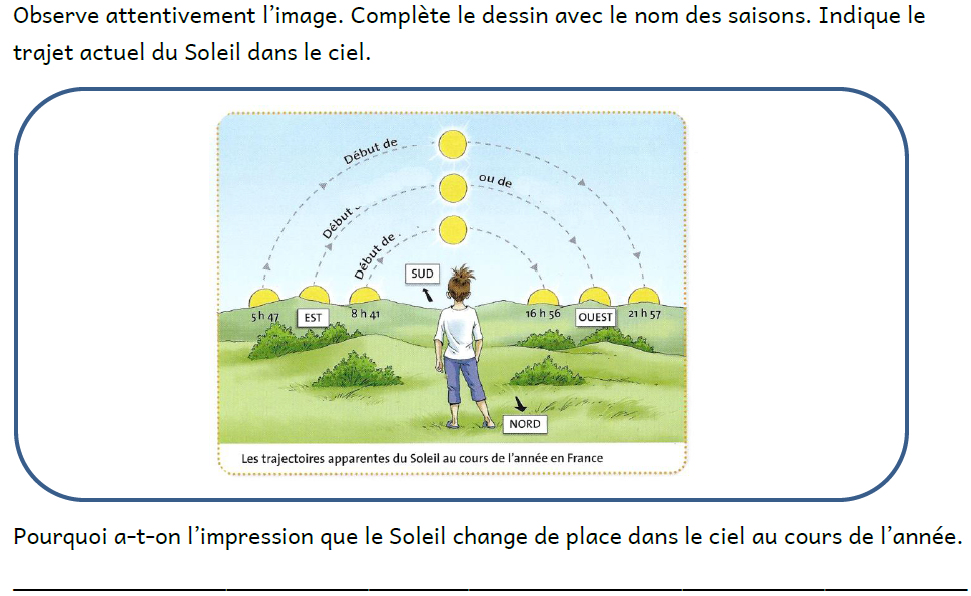 Observe attentivement l’image. Complète le dessin avec le nom des saisons. Indique le
trajet actuel du Soleil dans le ciel.
Début de
ou de
Début
Début de
SUD
5 h 47
EST
8 h 41
16 h 56
OUEST
21 h 57
NORD
Les trajectoires apparentes du Soleil au cours de l’année en France
Pourquoi a-t-on l’impression que le Soleil change de place dans le ciel au cours de l’année.